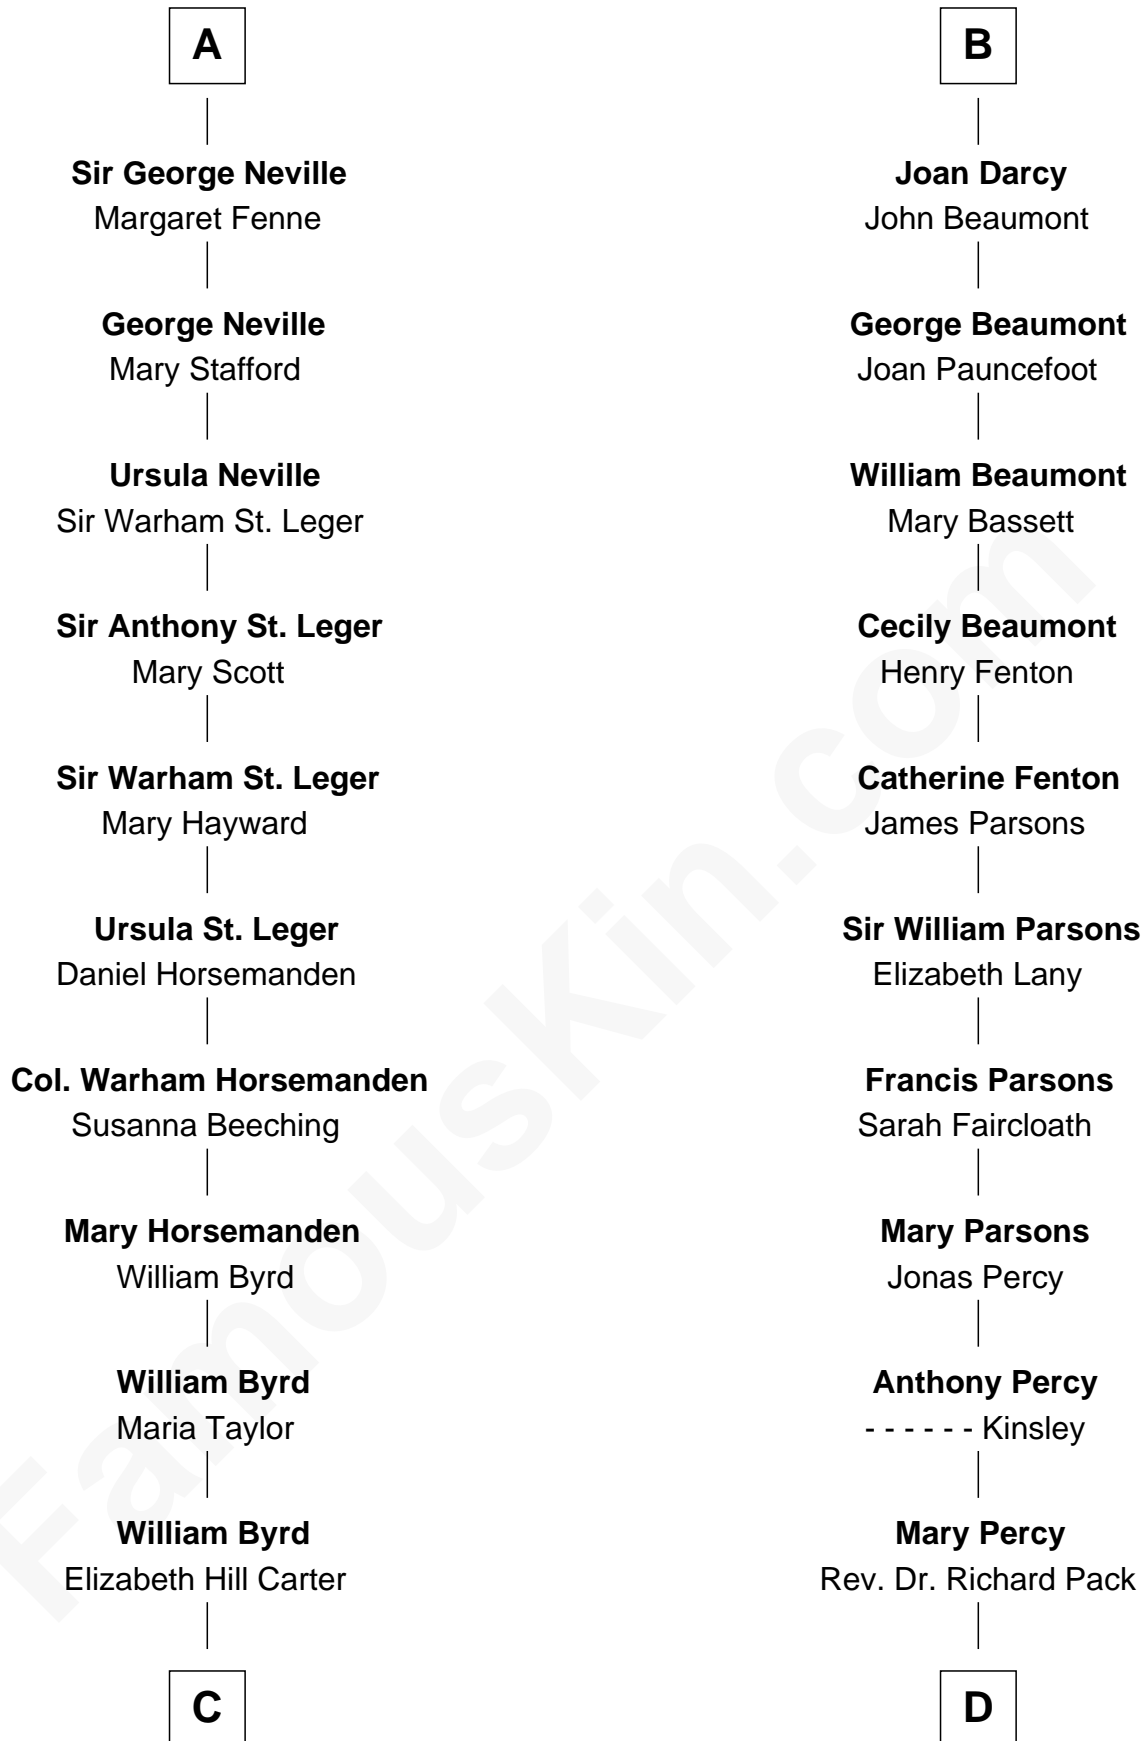 A
Sir George Neville
Margaret Fenne
George Neville
Mary Stafford
Ursula Neville
Sir Warham St. Leger
Sir Anthony St. Leger
Mary Scott
Sir Warham St. Leger
Mary Hayward
Ursula St. Leger
Daniel Horsemanden
Col. Warham Horsemanden
Susanna Beeching
Mary Horsemanden
William Byrd
William Byrd
Maria Taylor
William Byrd
Elizabeth Hill Carter
C
B
Joan Darcy
John Beaumont
George Beaumont
Joan Pauncefoot
William Beaumont
Mary Bassett
Cecily Beaumont
Henry Fenton
Catherine Fenton
James Parsons
Sir William Parsons
Elizabeth Lany
Francis Parsons
Sarah Faircloath
Mary Parsons
Jonas Percy
Anthony Percy
- - - - - - Kinsley
Mary Percy
Rev. Dr. Richard Pack
D
FamousKin.com